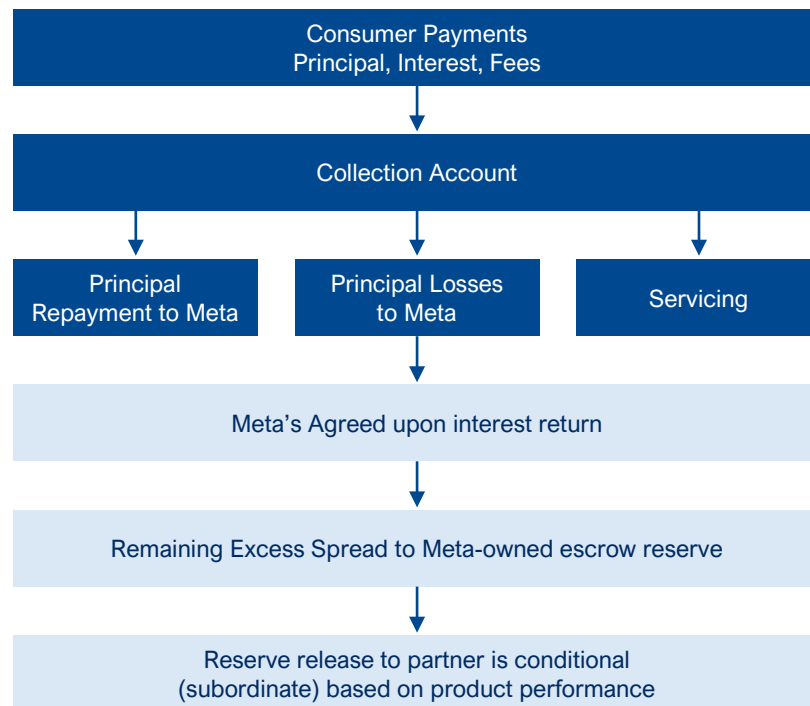 Consumer Payments
Principal, Interest, Fees
Collection Account
Principal
Repayment to Meta
Principal Losses
to Meta
Servicing
Meta’s Agreed upon interest return
Remaining Excess Spread to Meta-owned escrow reserve
Reserve release to partner is conditional
(subordinate) based on product performance